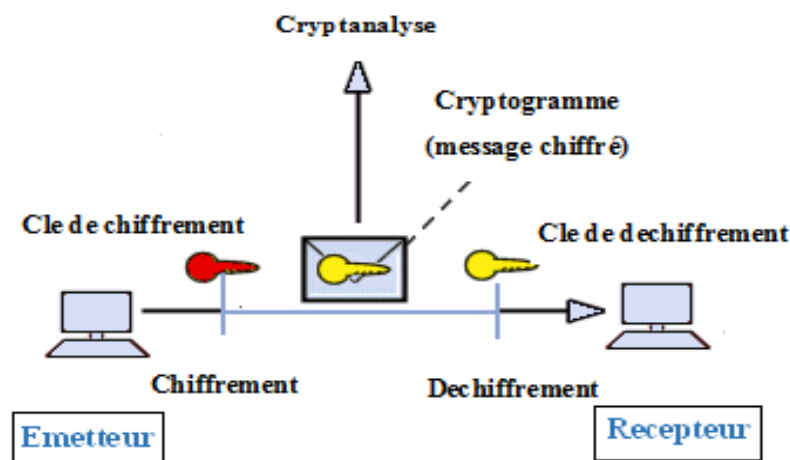 Cryptanalyse
Cryptogramme
(message chiffré)
Cle de chiffrement
Cle de dechiffrement
Chiffrement
Dechiffrement
Emetteur
Recepteur